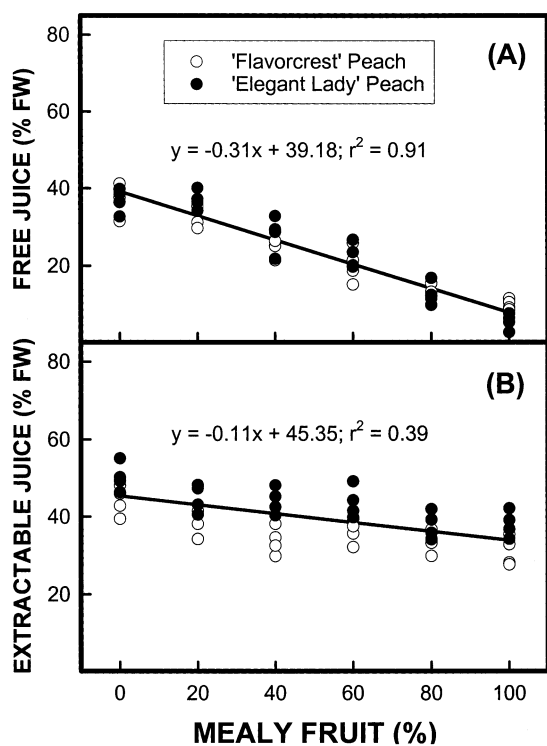 80
60
40
20
FREE JUICE (% FW)
(A)
'Flavorcrest' Peach
'Elegant Lady' Peach
y = -0.31x + 39.18; r² = 0.91
80
60
40
20
EXTRACTABLE JUICE (% FW)
(B)
y = -0.11x + 45.35; r² = 0.39
0 20 40 60 80 100
MEALY FRUIT (%)